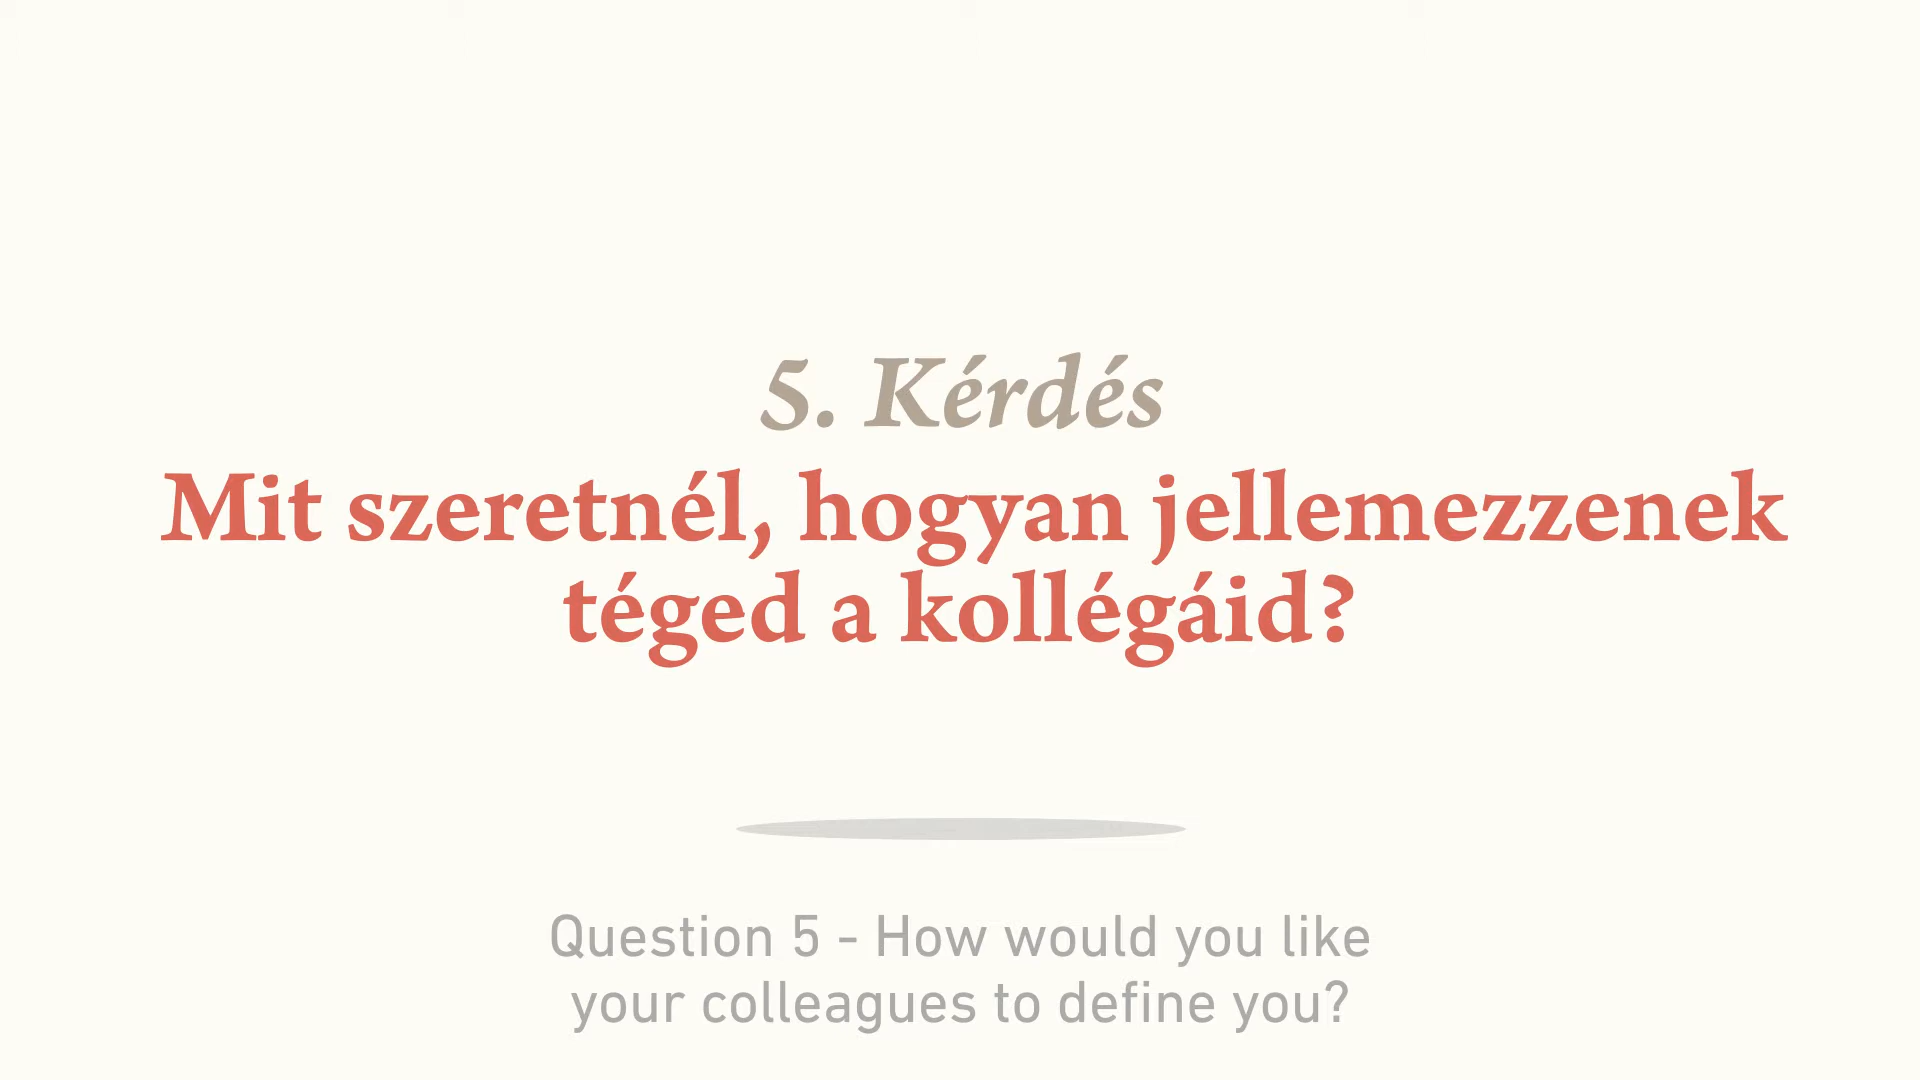 5. Kérdés
Mit szeretnél, hogyan jellemezzenek
téged a kollégáid?
Question 5 - How would you like
your colleagues to define you?